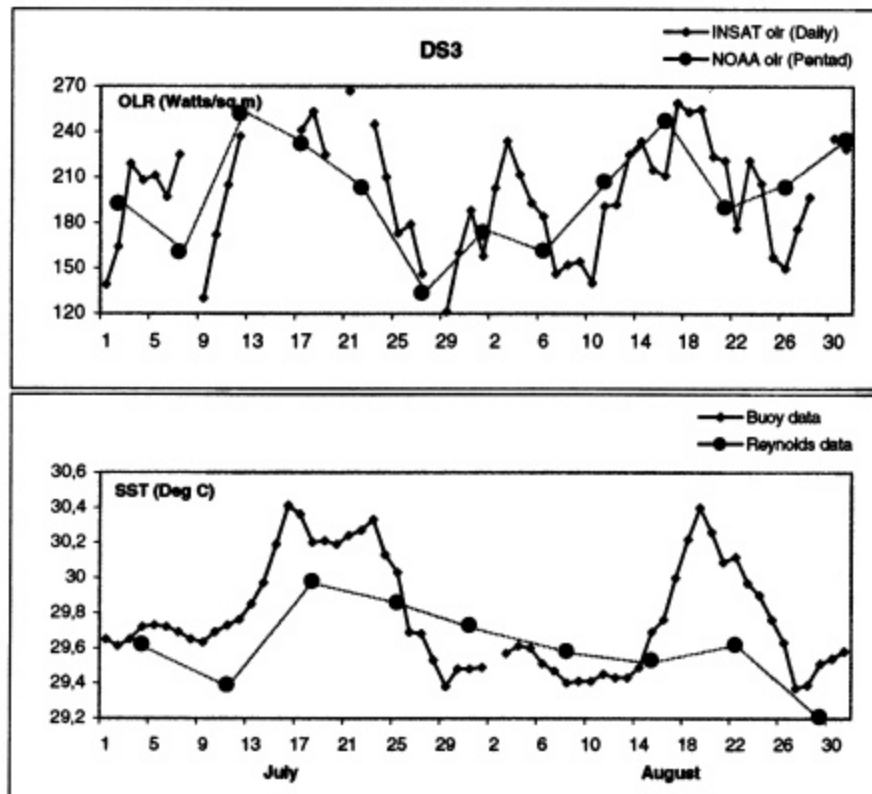 INSAT olr (Daily)
DS3
NOAA olr (Pentad)
OLR (Watts/sq.m)
270
240
210
180
150
120
1 5 9 13 17 21 25 29 2 6 10 14 18 22 26 30
Buoy data
Reynolds data
SST (Deg C)
30,6
30,4
30,2
30
29,8
29,6
29,4
29,2
1 5 9 13 17 21 25 29 2 6 10 14 18 22 26 30
July August